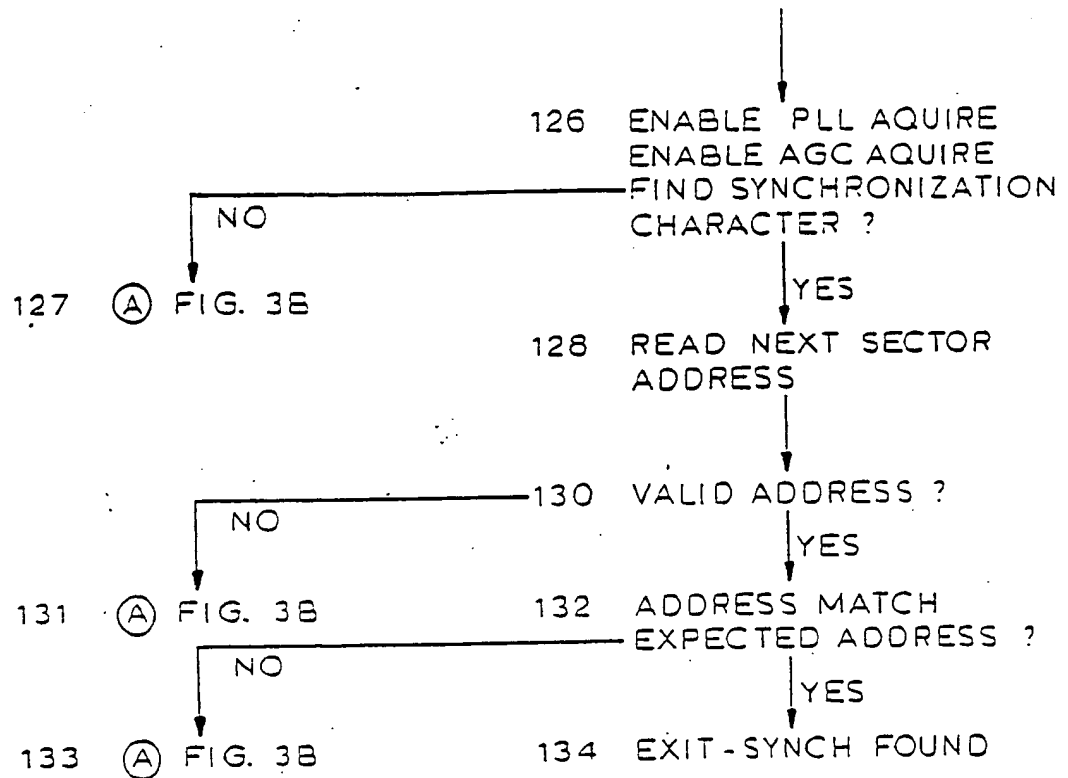 126 ENABLE PLL AQUIRE
ENABLE AGC AQUIRE
FIND SYNCHRONIZATION
CHARACTER ?
NO
YES
127 A FIG. 3B
128 READ NEXT SECTOR
ADDRESS
130 VALID ADDRESS ?
NO
YES
131 A FIG. 3B
132 ADDRESS MATCH
EXPECTED ADDRESS ?
NO
YES
133 A FIG. 3B
134 EXIT-SYNCH FOUND